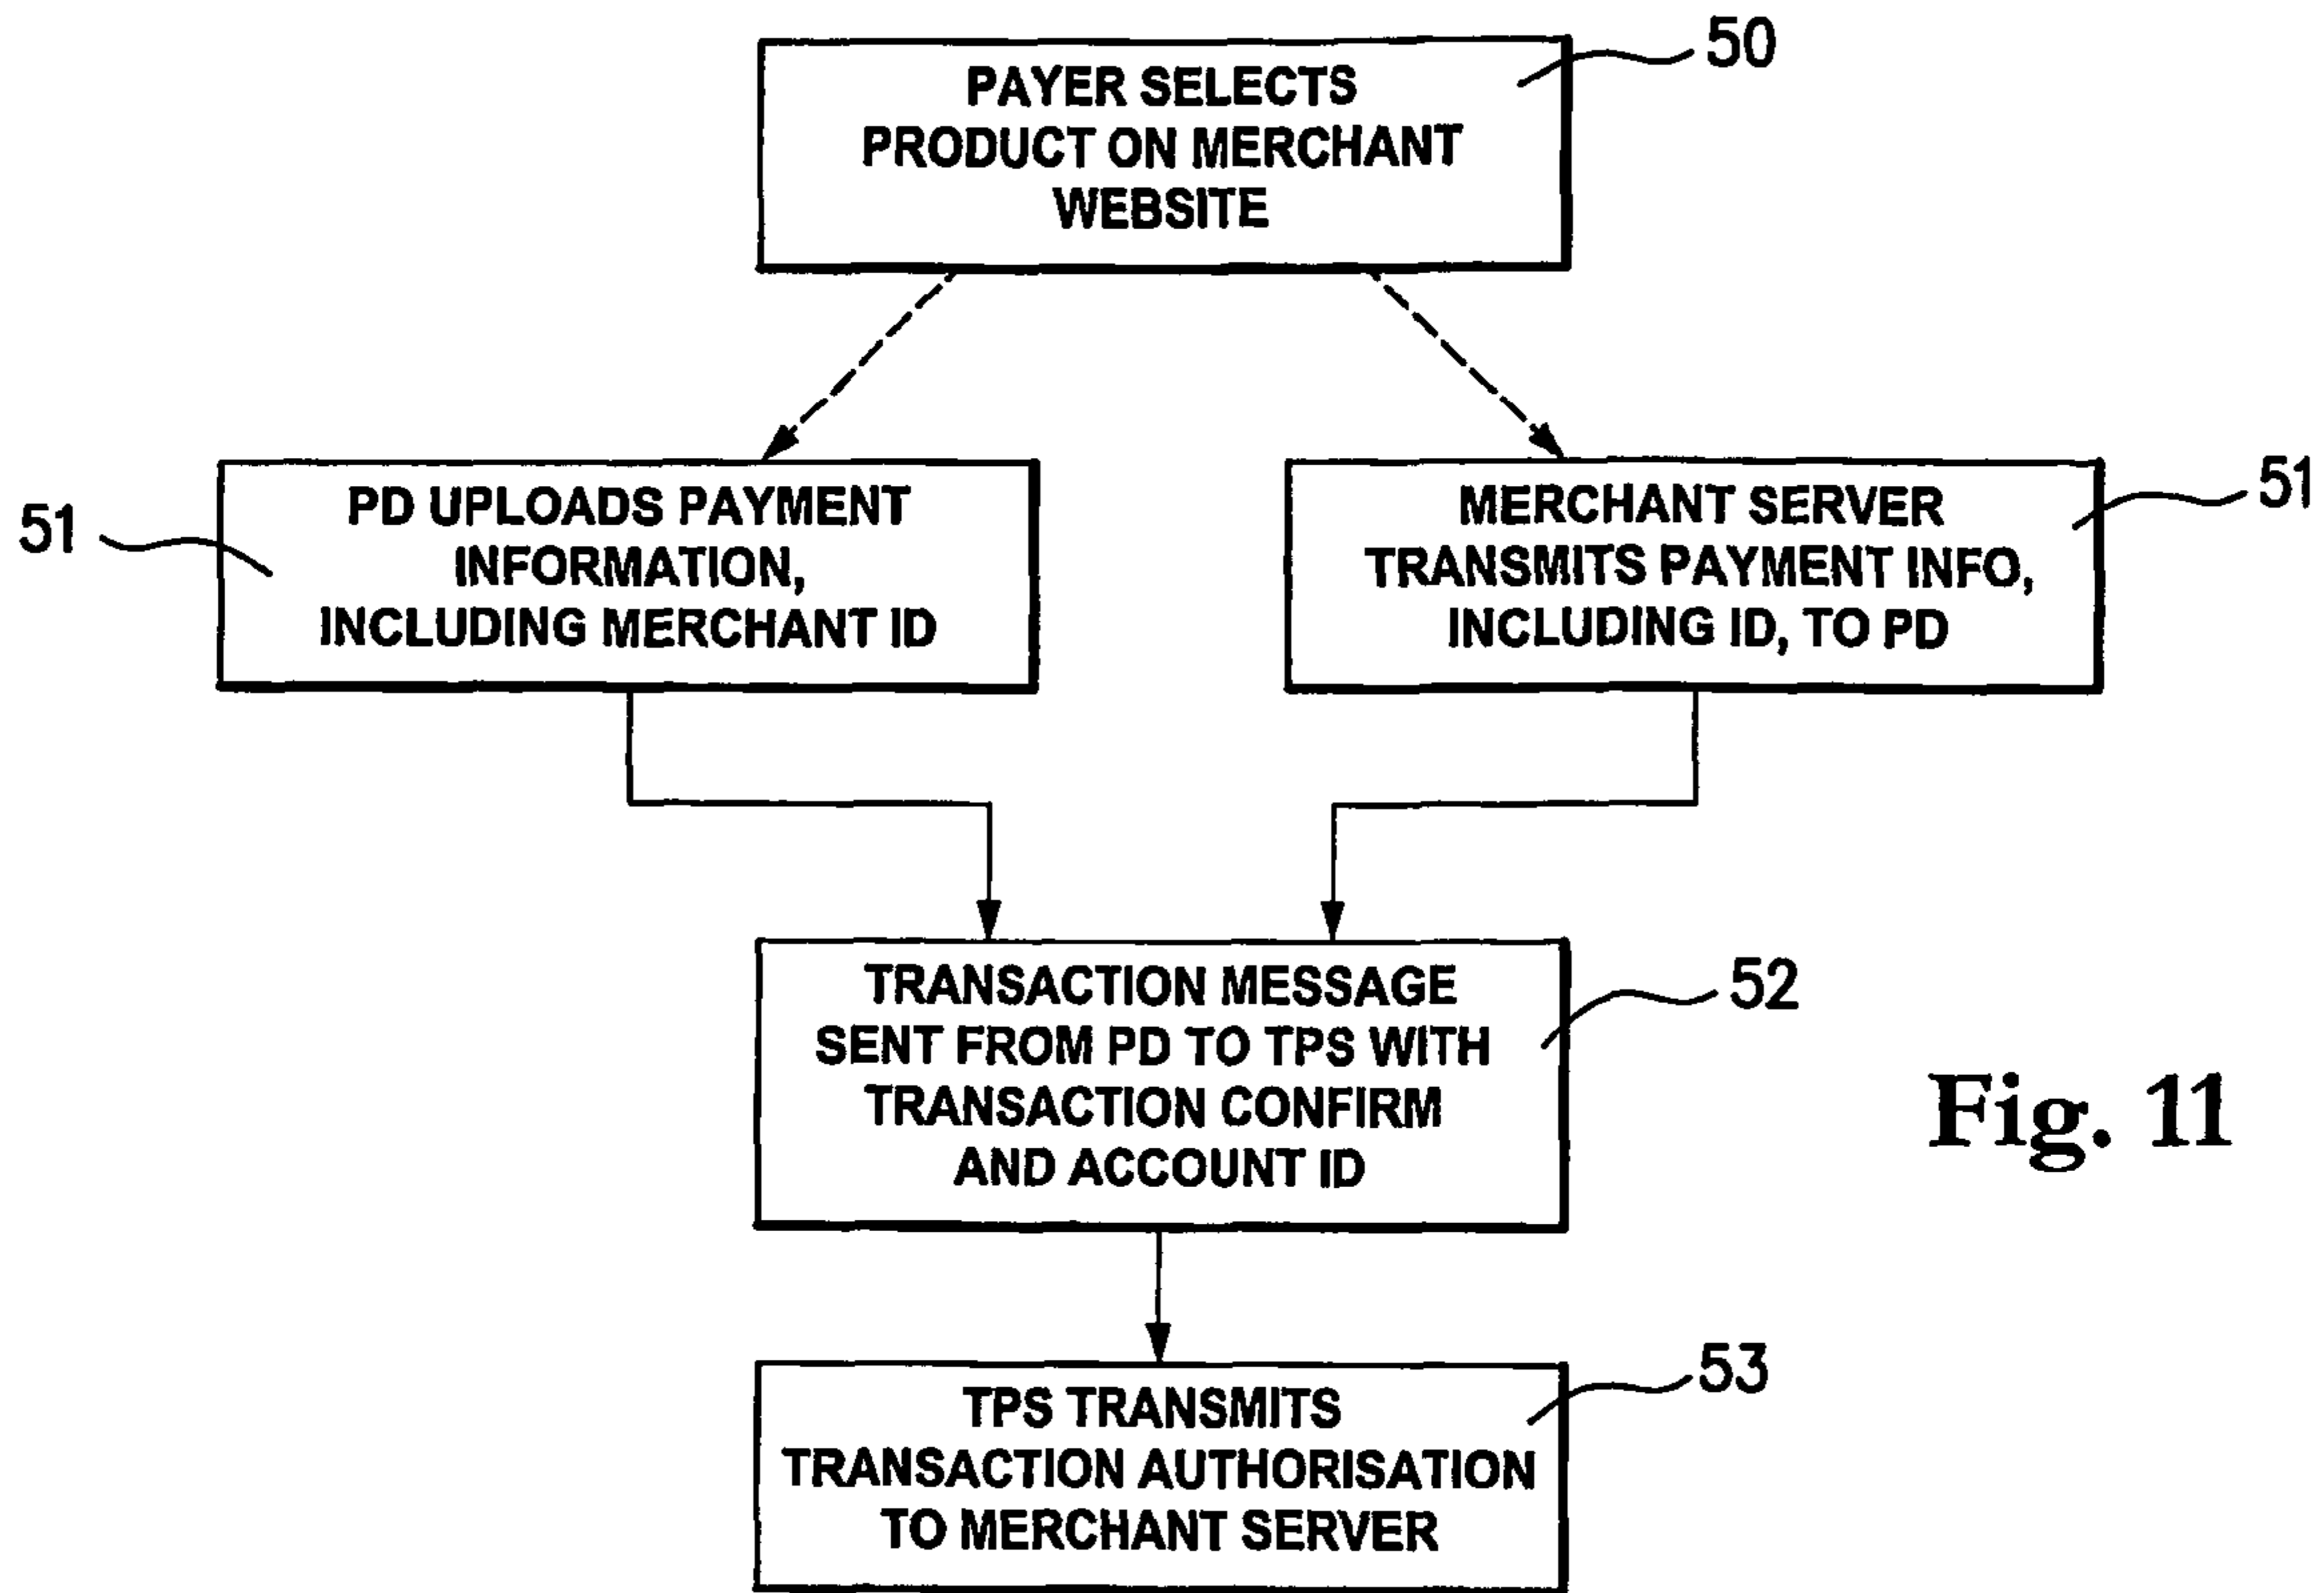 50
PAYER SELECTS
PRODUCT ON MERCHANT
WEBSITE
51
PD UPLOADS PAYMENT
INFORMATION,
INCLUDING MERCHANT ID
MERCHANT SERVER
TRANSMITS PAYMENT INFO,
INCLUDING ID, TO PD
51
TRANSACTION MESSAGE
SENT FROM PD TO TPS WITH
TRANSACTION CONFIRM
AND ACCOUNT ID
52
Fig. 11
TPS TRANSMITS
TRANSACTION AUTHORISATION
TO MERCHANT SERVER
53